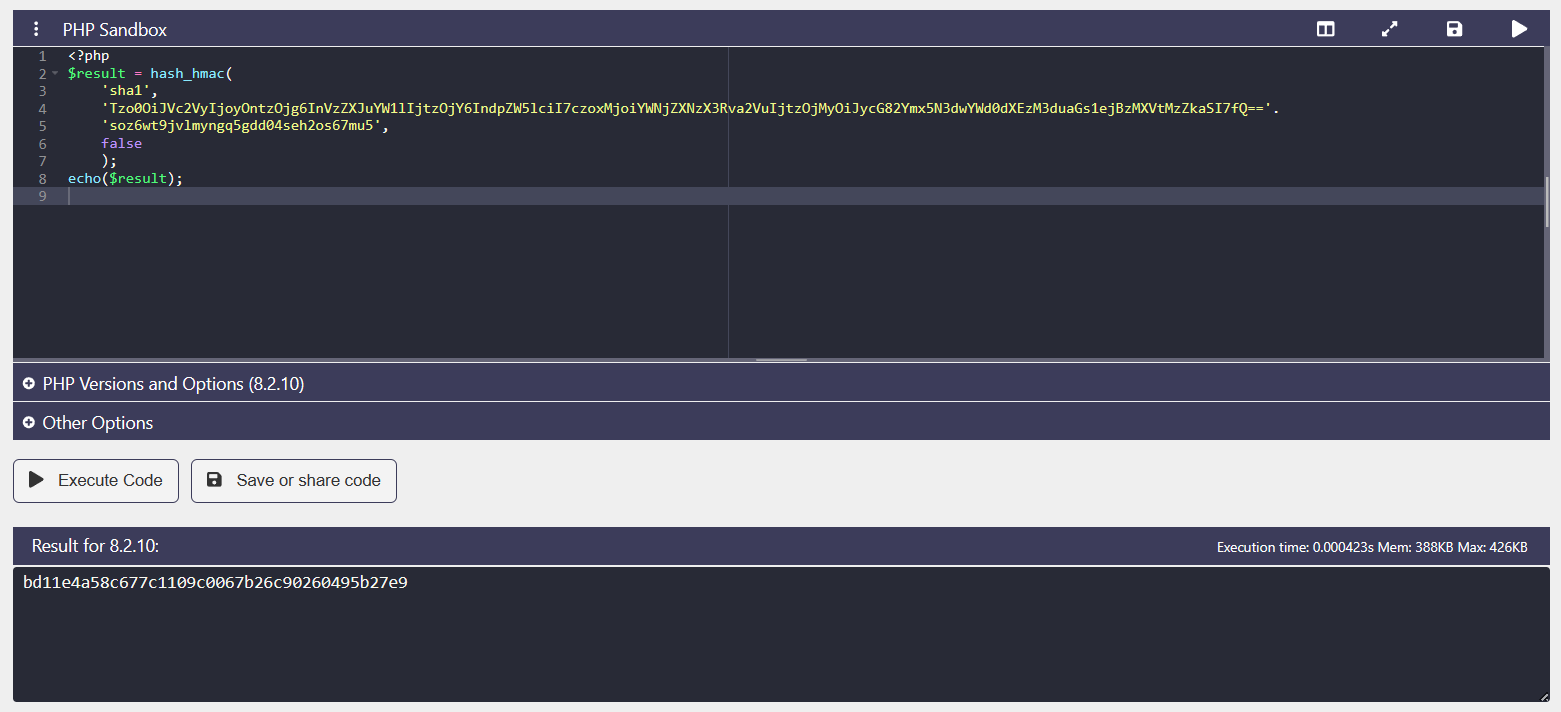 PHP Sandbox
1 <?php
2 $result = hash_hmac(
3 'sha1',
4 'Tzo0OiJVc2VyIjoyOntzOjg6InVzZXJuYW1lIjtzOjY6IndpZW5lciI7czoxMjoiYWNjZXNzX3Rva2VuIjtzOjMyOiJycG82Ymx5N3dwYWd0dXEzM3duaGs1ejBzMXVtMzZkaSI7fQ=='.
5 'soz6wt9jvlmyngq5gdd04seh2os67mu5',
6 false
7 );
8 echo($result);
9
PHP Versions and Options (8.2.10)
Other Options
Execute Code Save or share code
Result for 8.2.10: Execution time: 0.000423s Mem: 388KB Max: 426KB
bd11e4a58c677c1109c0067b26c90260495b27e9